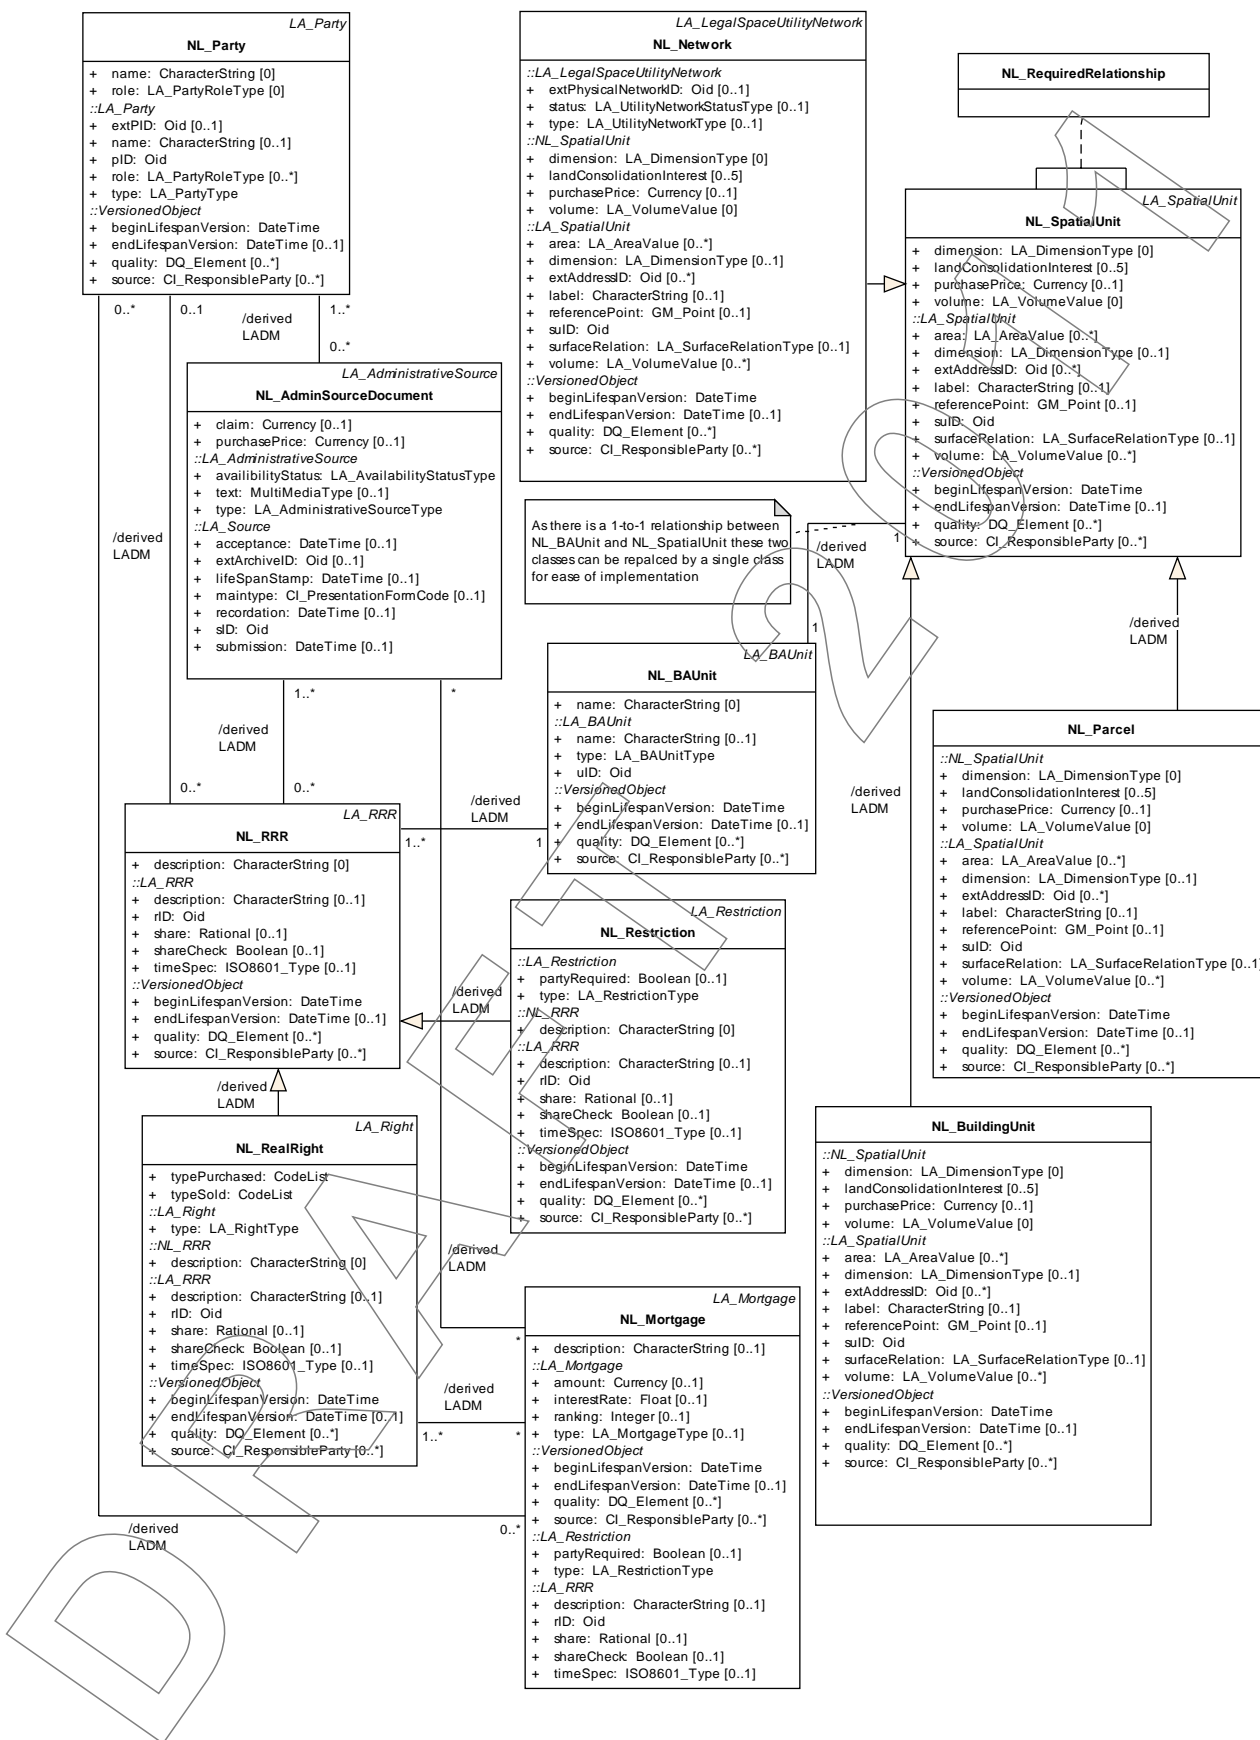 LA_Party
NL_Party
+ name: CharacterString [0]
+ role: LA_PartyRoleType [0]
::LA_Party
+ extPID: Oid [0..1]
+ name: CharacterString [0..1]
+ pID: Oid
+ role: LA_PartyRoleType [0..*]
+ type: LA_PartyType
::VersionedObject
+ beginLifespanVersion: DateTime
+ endLifespanVersion: DateTime [0..1]
+ quality: DQ_Element [0..*]
+ source: CI_ResponsibleParty [0..*]
LA_LegalSpaceUtilityNetwork
NL_Network
::LA_LegalSpaceUtilityNetwork
+ extPhysicalNetworkID: Oid [0..1]
+ status: LA_UtilityNetworkStatusType [0..1]
+ type: LA_UtilityNetworkType [0..1]
::NL_SpatialUnit
+ dimension: LA_DimensionType [0]
+ landConsolidationInterest [0..5]
+ purchasePrice: Currency [0..1]
+ volume: LA_VolumeValue [0]
::LA_SpatialUnit
+ area: LA_AreaValue [0..*]
+ dimension: LA_DimensionType [0..1]
+ extAddressID: Oid [0..*]
+ label: CharacterString [0..1]
+ referencePoint: GM_Point [0..1]
+ suID: Oid
+ surfaceRelation: LA_SurfaceRelationType [0..1]
+ volume: LA_VolumeValue [0..*]
::VersionedObject
+ beginLifespanVersion: DateTime
+ endLifespanVersion: DateTime [0..1]
+ quality: DQ_Element [0..*]
+ source: CI_ResponsibleParty [0..*]
NL_RequiredRelationship
LA_SpatialUnit
NL_SpatialUnit
+ dimension: LA_DimensionType [0]
+ landConsolidationInterest [0..5]
+ purchasePrice: Currency [0..1]
+ volume: LA_VolumeValue [0]
::LA_SpatialUnit
+ area: LA_AreaValue [0..*]
+ dimension: LA_DimensionType [0..1]
+ extAddressID: Oid [0..*]
+ label: CharacterString [0..1]
+ referencePoint: GM_Point [0..1]
+ suID: Oid
+ surfaceRelation: LA_SurfaceRelationType [0..1]
+ volume: LA_VolumeValue [0..*]
::VersionedObject
+ beginLifespanVersion: DateTime
+ endLifespanVersion: DateTime [0..1]
+ quality: DQ_Element [0..*]
+ source: CI_ResponsibleParty [0..*]
0..*
0..1
/derived
LADM
1..*
0..*
LA_AdministrativeSource
NL_AdminSourceDocument
+ claim: Currency [0..1]
+ purchasePrice: Currency [0..1]
::LA_AdministrativeSource
+ availibilityStatus: LA_AvailabilityStatusType
+ text: MultiMediaType [0..1]
+ type: LA_AdministrativeSourceType
::LA_Source
+ acceptance: DateTime [0..1]
+ extArchiveID: Oid [0..1]
+ lifeSpanStamp: DateTime [0..1]
+ maintype: CI_PresentationFormCode [0..1]
+ recordation: DateTime [0..1]
+ sID: Oid
+ submission: DateTime [0..1]
/derived
LADM
As there is a 1-to-1 relationship between
NL_BAUnit and NL_SpatialUnit these two
classes can be repalced by a single class
for ease of implementation
/derived
LADM
1
1
/derived
LADM
1..*
*
/derived
LADM
0..*
0..*
LA_BAUnit
NL_BAUnit
+ name: CharacterString [0]
::LA_BAUnit
+ name: CharacterString [0..1]
+ type: LA_BAUnitType
+ uID: Oid
::VersionedObject
+ beginLifespanVersion: DateTime
+ endLifespanVersion: DateTime [0..1]
+ quality: DQ_Element [0..*]
+ source: CI_ResponsibleParty [0..*]
/derived
LADM
NL_Parcel
::NL_SpatialUnit
+ dimension: LA_DimensionType [0]
+ landConsolidationInterest [0..5]
+ purchasePrice: Currency [0..1]
+ volume: LA_VolumeValue [0]
::LA_SpatialUnit
+ area: LA_AreaValue [0..*]
+ dimension: LA_DimensionType [0..1]
+ extAddressID: Oid [0..*]
+ label: CharacterString [0..1]
+ referencePoint: GM_Point [0..1]
+ suID: Oid
+ surfaceRelation: LA_SurfaceRelationType [0..1]
+ volume: LA_VolumeValue [0..*]
::VersionedObject
+ beginLifespanVersion: DateTime
+ endLifespanVersion: DateTime [0..1]
+ quality: DQ_Element [0..*]
+ source: CI_ResponsibleParty [0..*]
LA_RRR
NL_RRR
+ description: CharacterString [0]
::LA_RRR
+ description: CharacterString [0..1]
+ rID: Oid
+ share: Rational [0..1]
+ shareCheck: Boolean [0..1]
+ timeSpec: ISO8601_Type [0..1]
::VersionedObject
+ beginLifespanVersion: DateTime
+ endLifespanVersion: DateTime [0..1]
+ quality: DQ_Element [0..*]
+ source: CI_ResponsibleParty [0..*]
/derived
LADM
1..*
1
LA_Restriction
NL_Restriction
::LA_Restriction
+ partyRequired: Boolean [0..1]
+ type: LA_RestrictionType
::NL_RRR
+ description: CharacterString [0]
::LA_RRR
+ description: CharacterString [0..1]
+ rID: Oid
+ share: Rational [0..1]
+ shareCheck: Boolean [0..1]
+ timeSpec: ISO8601_Type [0..1]
::VersionedObject
+ beginLifespanVersion: DateTime
+ endLifespanVersion: DateTime [0..1]
+ quality: DQ_Element [0..*]
+ source: CI_ResponsibleParty [0..*]
/derived
LADM
/derived
LADM
LA_Right
NL_RealRight
+ typePurchased: CodeList
+ typeSold: CodeList
::LA_Right
+ type: LA_RightType
::NL_RRR
+ description: CharacterString [0]
::LA_RRR
+ description: CharacterString [0..1]
+ rID: Oid
+ share: Rational [0..1]
+ shareCheck: Boolean [0..1]
+ timeSpec: ISO8601_Type [0..1]
::VersionedObject
+ beginLifespanVersion: DateTime
+ endLifespanVersion: DateTime [0..1]
+ quality: DQ_Element [0..*]
+ source: CI_ResponsibleParty [0..*]
NL_BuildingUnit
::NL_SpatialUnit
+ dimension: LA_DimensionType [0]
+ landConsolidationInterest [0..5]
+ purchasePrice: Currency [0..1]
+ volume: LA_VolumeValue [0]
::LA_SpatialUnit
+ area: LA_AreaValue [0..*]
+ dimension: LA_DimensionType [0..1]
+ extAddressID: Oid [0..*]
+ label: CharacterString [0..1]
+ referencePoint: GM_Point [0..1]
+ suID: Oid
+ surfaceRelation: LA_SurfaceRelationType [0..1]
+ volume: LA_VolumeValue [0..*]
::VersionedObject
+ beginLifespanVersion: DateTime
+ endLifespanVersion: DateTime [0..1]
+ quality: DQ_Element [0..*]
+ source: CI_ResponsibleParty [0..*]
/derived
LADM
/derived
LADM
*
LA_Mortgage
NL_Mortgage
+ description: CharacterString [0..1]
::LA_Mortgage
+ amount: Currency [0..1]
+ interestRate: Float [0..1]
+ ranking: Integer [0..1]
+ type: LA_MortgageType [0..1]
::VersionedObject
+ beginLifespanVersion: DateTime
+ endLifespanVersion: DateTime [0..1]
+ quality: DQ_Element [0..*]
+ source: CI_ResponsibleParty [0..*]
::LA_Restriction
+ partyRequired: Boolean [0..1]
+ type: LA_RestrictionType
::LA_RRR
+ description: CharacterString [0..1]
+ rID: Oid
+ share: Rational [0..1]
+ shareCheck: Boolean [0..1]
+ timeSpec: ISO8601_Type [0..1]
/derived
LADM
1..*
*
/derived
LADM
0..*
DRAFT 2011